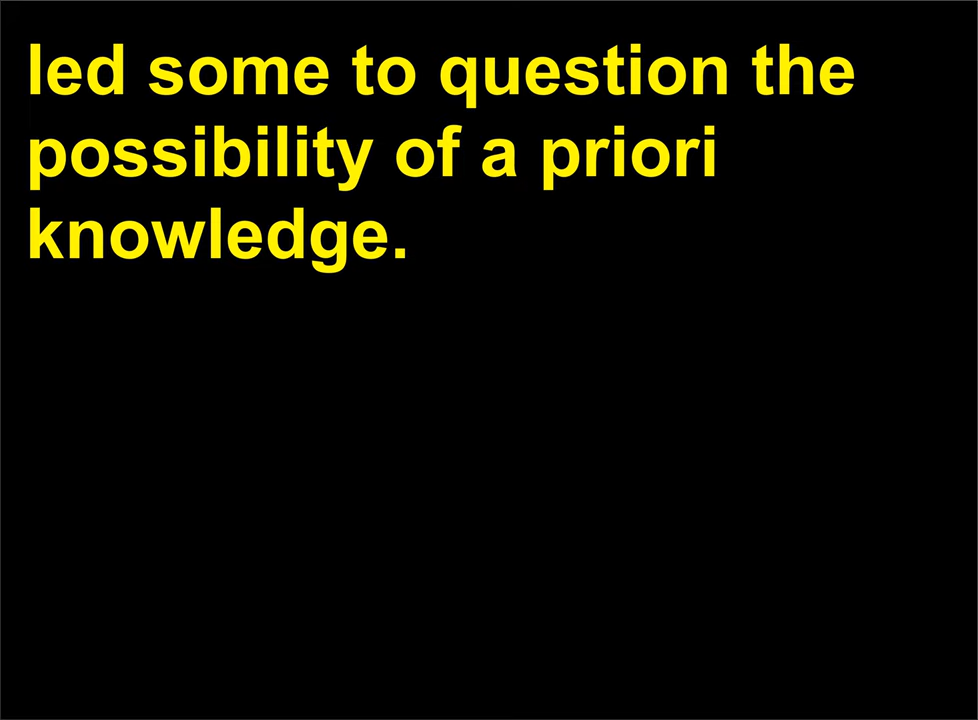 led some to question the
possibility of a priori
knowledge.